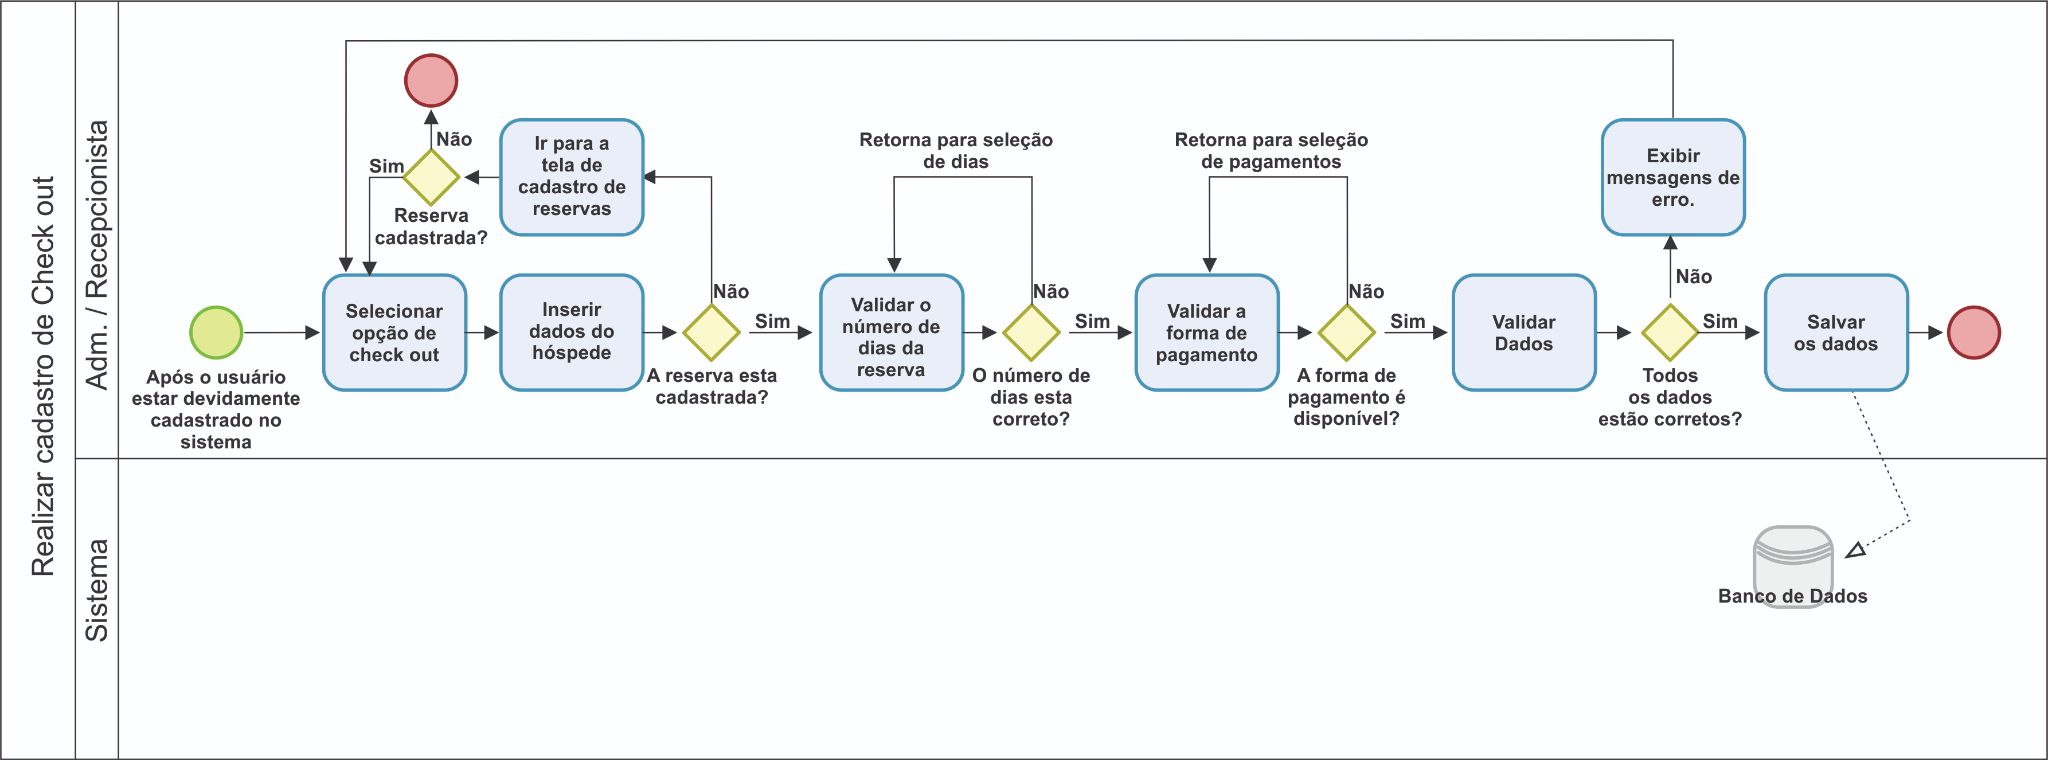 Realizar cadastro de Check out
Adm. / Recepcionista
Sistema
Após o usuário
estar devidamente
cadastrado no
sistema
Selecionar
opção de
check out
Não
Sim
Reserva
cadastrada?
Ir para a
tela de
cadastro de
reservas
Inserir
dados do
hóspede
Não
Sim
A reserva esta
cadastrada?
Retorna para seleção
de dias
Validar o
número de
dias da
reserva
Não
Sim
O número de
dias esta
correto?
Retorna para seleção
de pagamentos
Validar a
forma de
pagamento
Não
Sim
A forma de
pagamento é
disponível?
Validar
Dados
Exibir
mensagens de
erro.
Não
Sim
Todos
os dados
estão corretos?
Salvar
os dados
Banco de Dados